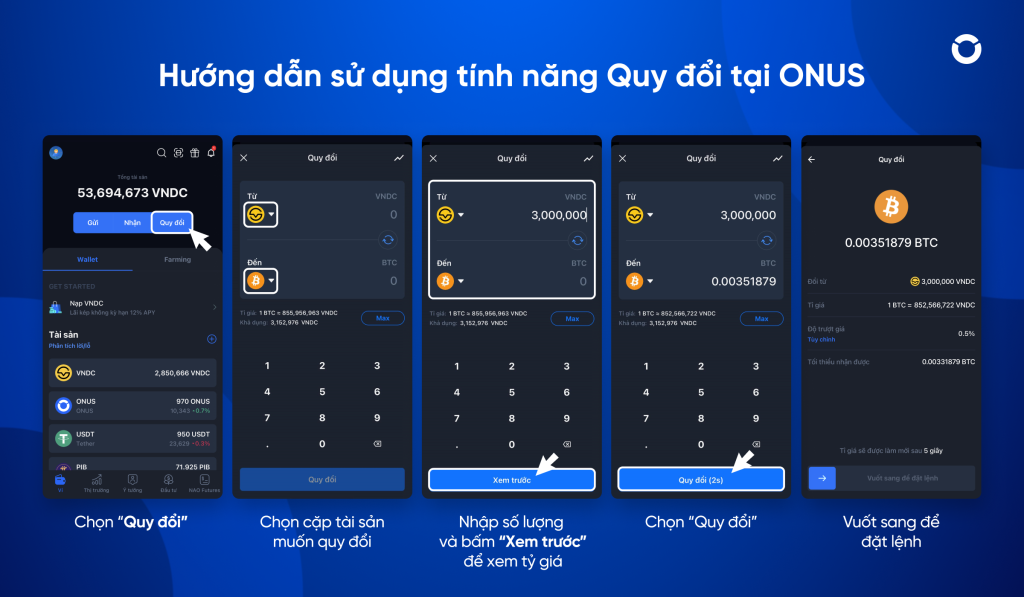 Hướng dẫn sử dụng tính năng Quy đổi tại ONUS
Tổng tài sản
53,694,673 VNDC
Gửi
Nhận
Quy đổi
Wallet
Farming
GET STARTED
Nạp VNDC
Lãi kép không kỳ hạn 12% APY
Tài sản
Phân tích lãi/lỗ
VNDC
2,850,666 VNDC
ONUS
970 ONUS
ONUS
10,343 +0.7%
USDT
950 USDT
Tether
23,629 +0.3%
PIB
71.925 PIB
Ví
Thị trường
Ý tưởng
Đầu tư
NAO Futures
Chọn “Quy đổi”
Quy đổi
Từ
VNDC
0
Đến
BTC
0
Tỉ giá: 1 BTC ≈ 855,956,963 VNDC
Khả dụng: 3,152,976 VNDC
Max
1 2 3
4 5 6
7 8 9
. 0
Quy đổi
Chọn cặp tài sản
muốn quy đổi
Quy đổi
Từ
VNDC
3,000,000
Đến
BTC
0
Tỉ giá: 1 BTC ≈ 855,956,963 VNDC
Khả dụng: 3,152,976 VNDC
Max
1 2 3
4 5 6
7 8 9
. 0
Xem trước
Nhập số lượng
và bấm “Xem trước”
để xem tỷ giá
Quy đổi
Từ
VNDC
3,000,000
Đến
BTC
0.00351879
Tỉ giá: 1 BTC ≈ 852,566,722 VNDC
Khả dụng: 3,152,976 VNDC
Max
1 2 3
4 5 6
7 8 9
. 0
Quy đổi (2s)
Chọn “Quy đổi”
Quy đổi
0.00351879 BTC
Đổi từ
3,000,000 VNDC
Tỉ giá
1 BTC ≈ 852,566,722 VNDC
Độ trượt giá
0.5%
Tùy chỉnh
Tối thiểu nhận được
0.00331879 BTC
Tỉ giá sẽ được làm mới sau 5 giây
Vuốt sang để đặt lệnh
Vuốt sang để
đặt lệnh